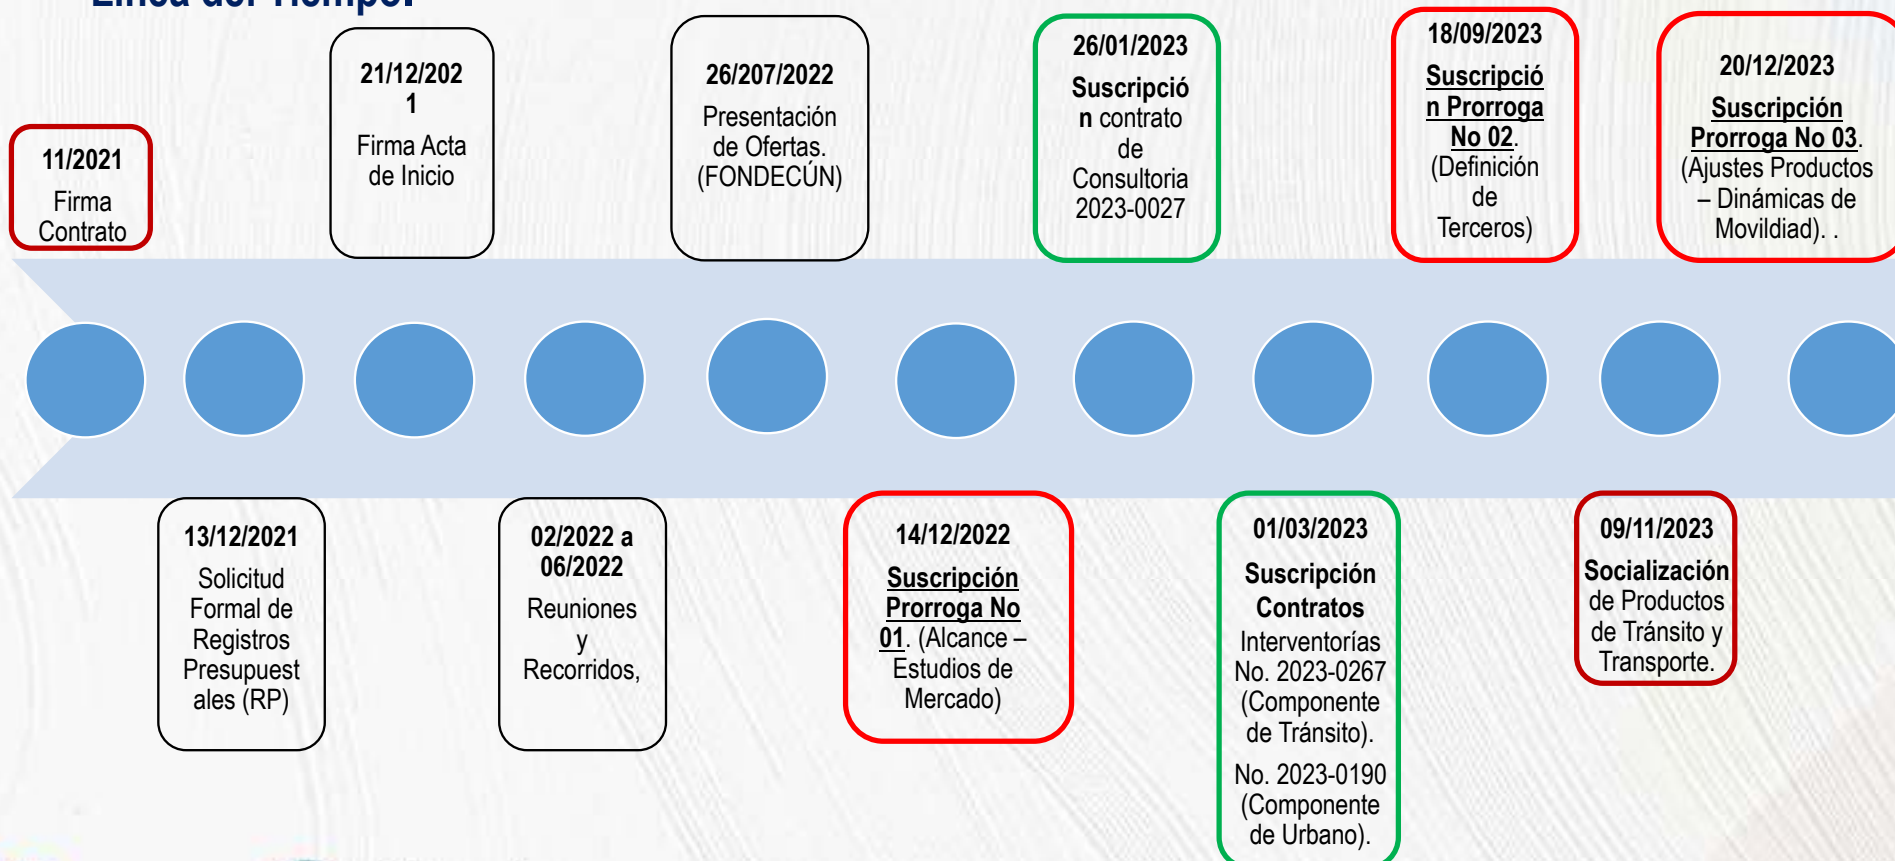 Línea del Tiempo.
11/2021
Firma
Contrato
13/12/2021
Solicitud
Formal de
Registros
Presupuest
ales (RP)
21/12/202
1
Firma Acta
de Inicio
02/2022 a
06/2022
Reuniones
y
Recorridos,
26/207/2022
Presentación
de Ofertas.
(FONDECÚN)
14/12/2022
Suscripción
Prorroga No
01. (Alcance –
Estudios de
Mercado)
26/01/2023
Suscripció
n contrato
de
Consultoria
2023-0027
01/03/2023
Suscripción
Contratos
Interventorías
No. 2023-0267
(Componente
de Tránsito).
No. 2023-0190
(Componente
de Urbano).
18/09/2023
Suscripció
n Prorroga
No 02.
(Definición
de
Terceros)
09/11/2023
Socialización
de Productos
de Tránsito y
Transporte.
20/12/2023
Suscripción
Prorroga No 03.
(Ajustes Productos
– Dinámicas de
Movildiad). .